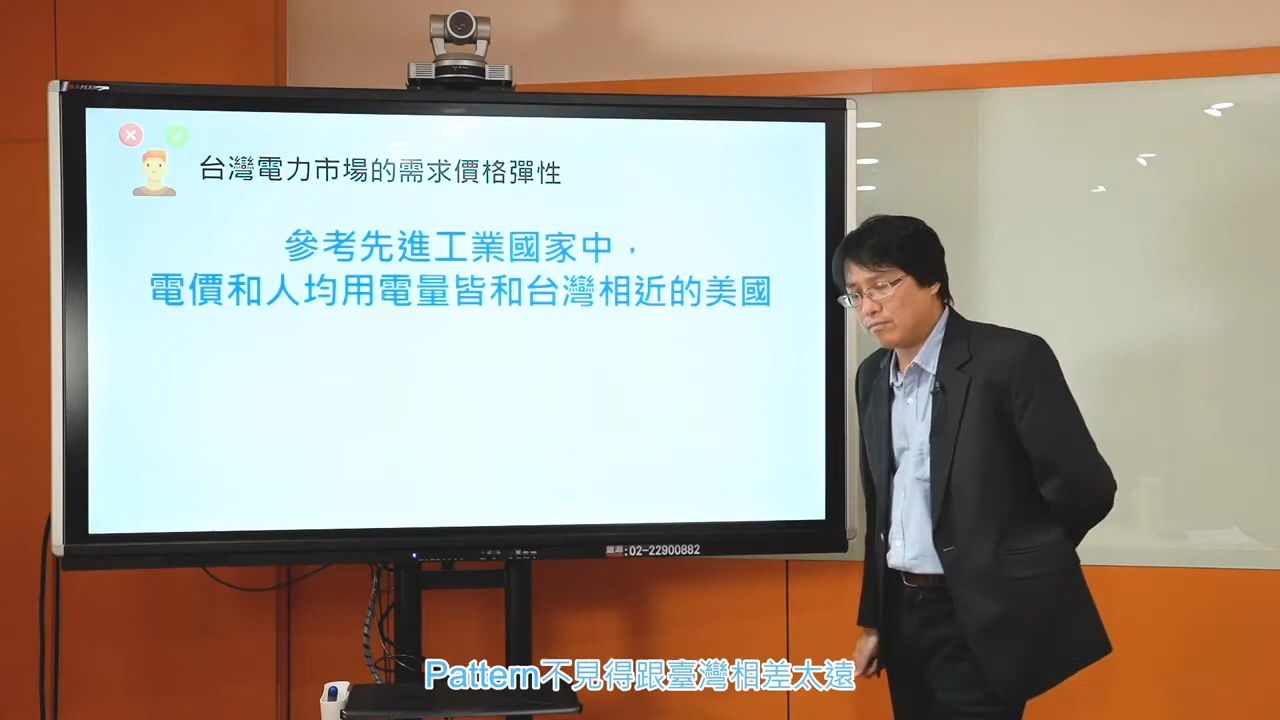 台灣電力市場的需求價格彈性
參考先進工業國家中，
電價和人均用電量皆和台灣相近的美國
:02-22900882
Pattern不見得跟臺灣相差太遠